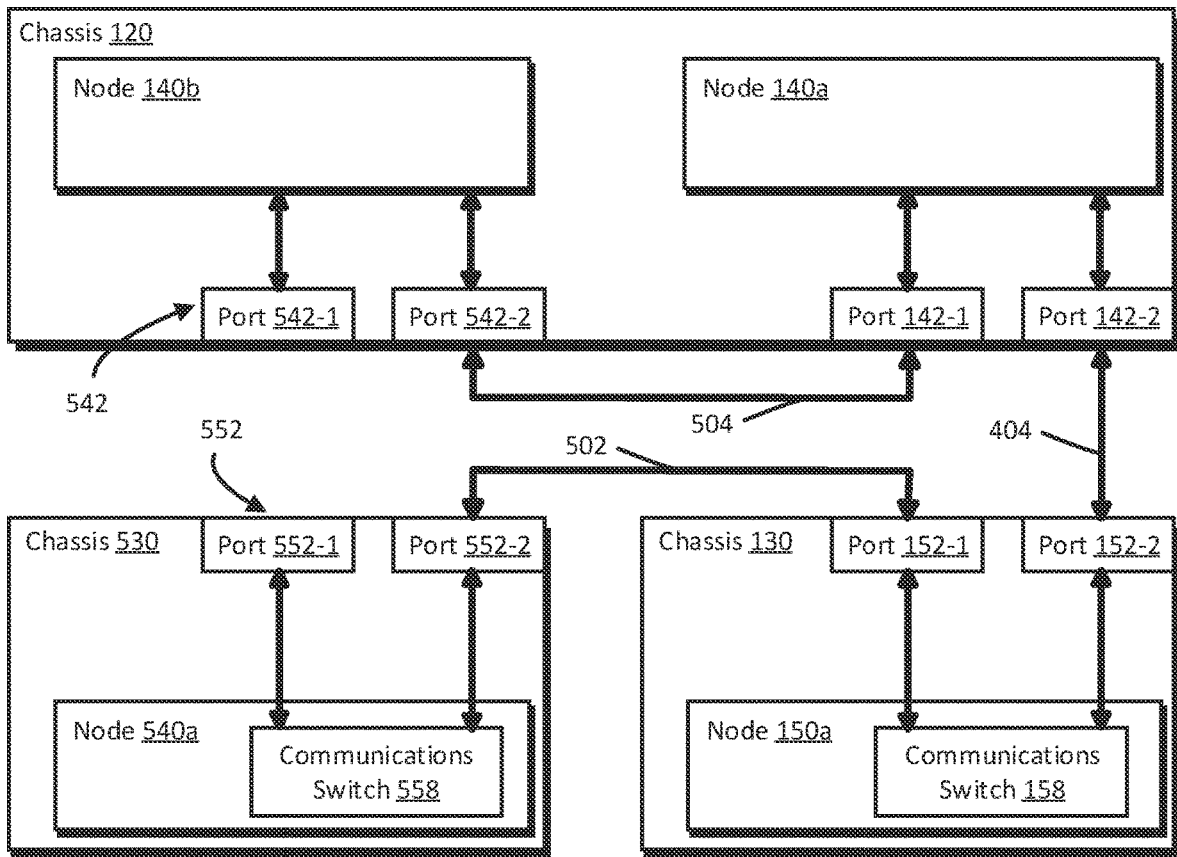 Chassis 120
Node 140b
Node 140a
Port 542-1
Port 542-2
Port 142-1
Port 142-2
542
504
552
502
404
Chassis 530
Port 552-1
Port 552-2
Chassis 130
Port 152-1
Port 152-2
Node 540a
Communications
Switch 558
Node 150a
Communications
Switch 158